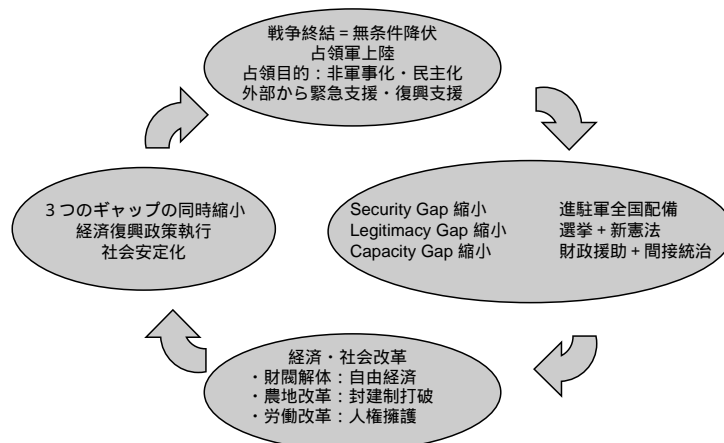 戦争終結 = 無条件降伏
占領軍上陸
占領目的：非軍事化・民主化
外部から緊急支援・復興支援
Security Gap 縮小 進駐軍全国配備
Legitimacy Gap 縮小 選挙 + 新憲法
Capacity Gap 縮小 財政援助 + 間接統治
経済・社会改革
・財閥解体：自由経済
・農地改革：封建制打破
・労働改革：人権擁護
３つのギャップの同時縮小
経済復興政策執行
社会安定化